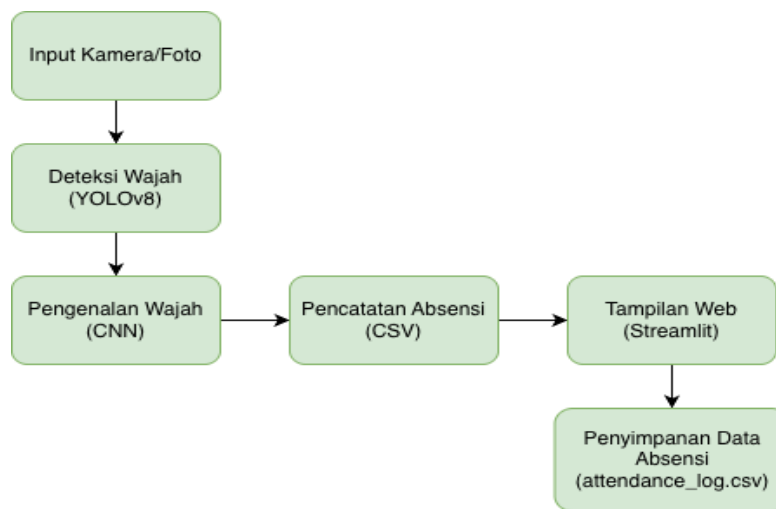 Input Kamera/Foto
Deteksi Wajah
(YOLOv8)
Pengenalan Wajah
(CNN)
Pencatatan Absensi
(CSV)
Tampilan Web
(Streamlit)
Penyimpanan Data
Absensi
(attendance_log.csv)